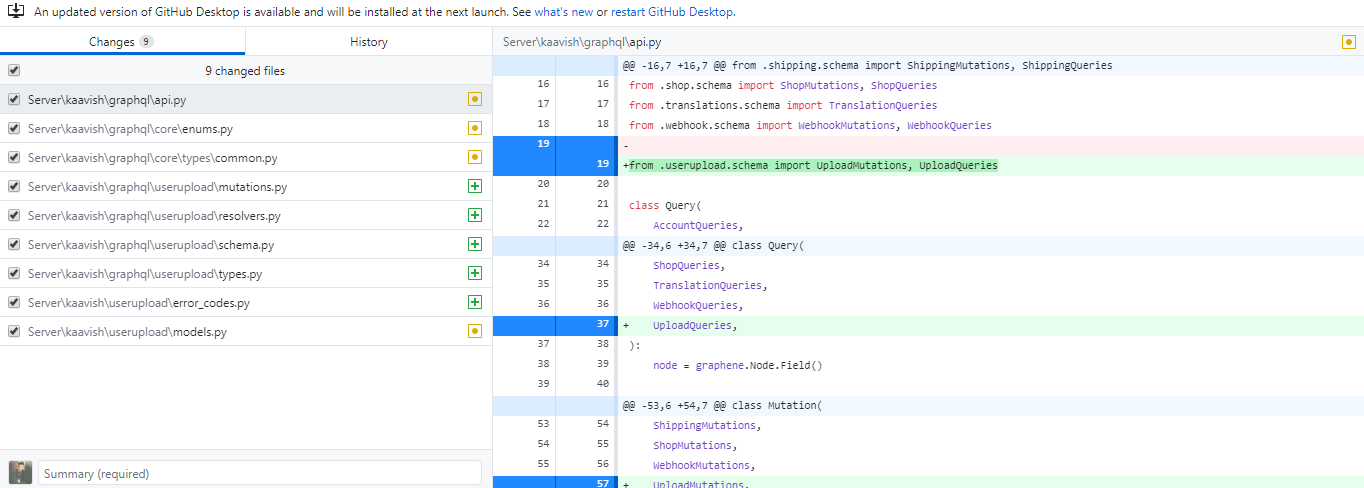 An updated version of GitHub Desktop is available and will be installed at the next launch. See what's new or restart GitHub Desktop.
Changes 9
History
Server\kaavish\graphql\api.py
9 changed files
Server\kaavish\graphql\api.py
Server\kaavish\graphql\core\enums.py
Server\kaavish\graphql\core\types\common.py
Server\kaavish\graphql\userupload\mutations.py
Server\kaavish\graphql\userupload\resolvers.py
Server\kaavish\graphql\userupload\schema.py
Server\kaavish\graphql\userupload\types.py
Server\kaavish\userupload\error_codes.py
Server\kaavish\userupload\models.py
Summary (required)
@@ -16,7 +16,7 @@ from .shipping.schema import ShippingMutations, ShippingQueries
16 16 from .shop.schema import ShopMutations, ShopQueries
17 17 from .translations.schema import TranslationQueries
18 18 from .webhook.schema import WebhookMutations, WebhookQueries
19 -
19 +from .userupload.schema import UploadMutations, UploadQueries
20 20
21 21 class Query(
22 22 AccountQueries,
@@ -34,6 +34,7 @@ class Query(
34 34 ShopQueries,
35 35 TranslationQueries,
36 36 WebhookQueries,
37 + UploadQueries,
37 38 ):
38 39 node = graphene.Node.Field()
39 40
@@ -53,6 +54,7 @@ class Mutation(
53 54 ShippingMutations,
54 55 ShopMutations,
55 56 WebhookMutations,
57 + UploadMutations,